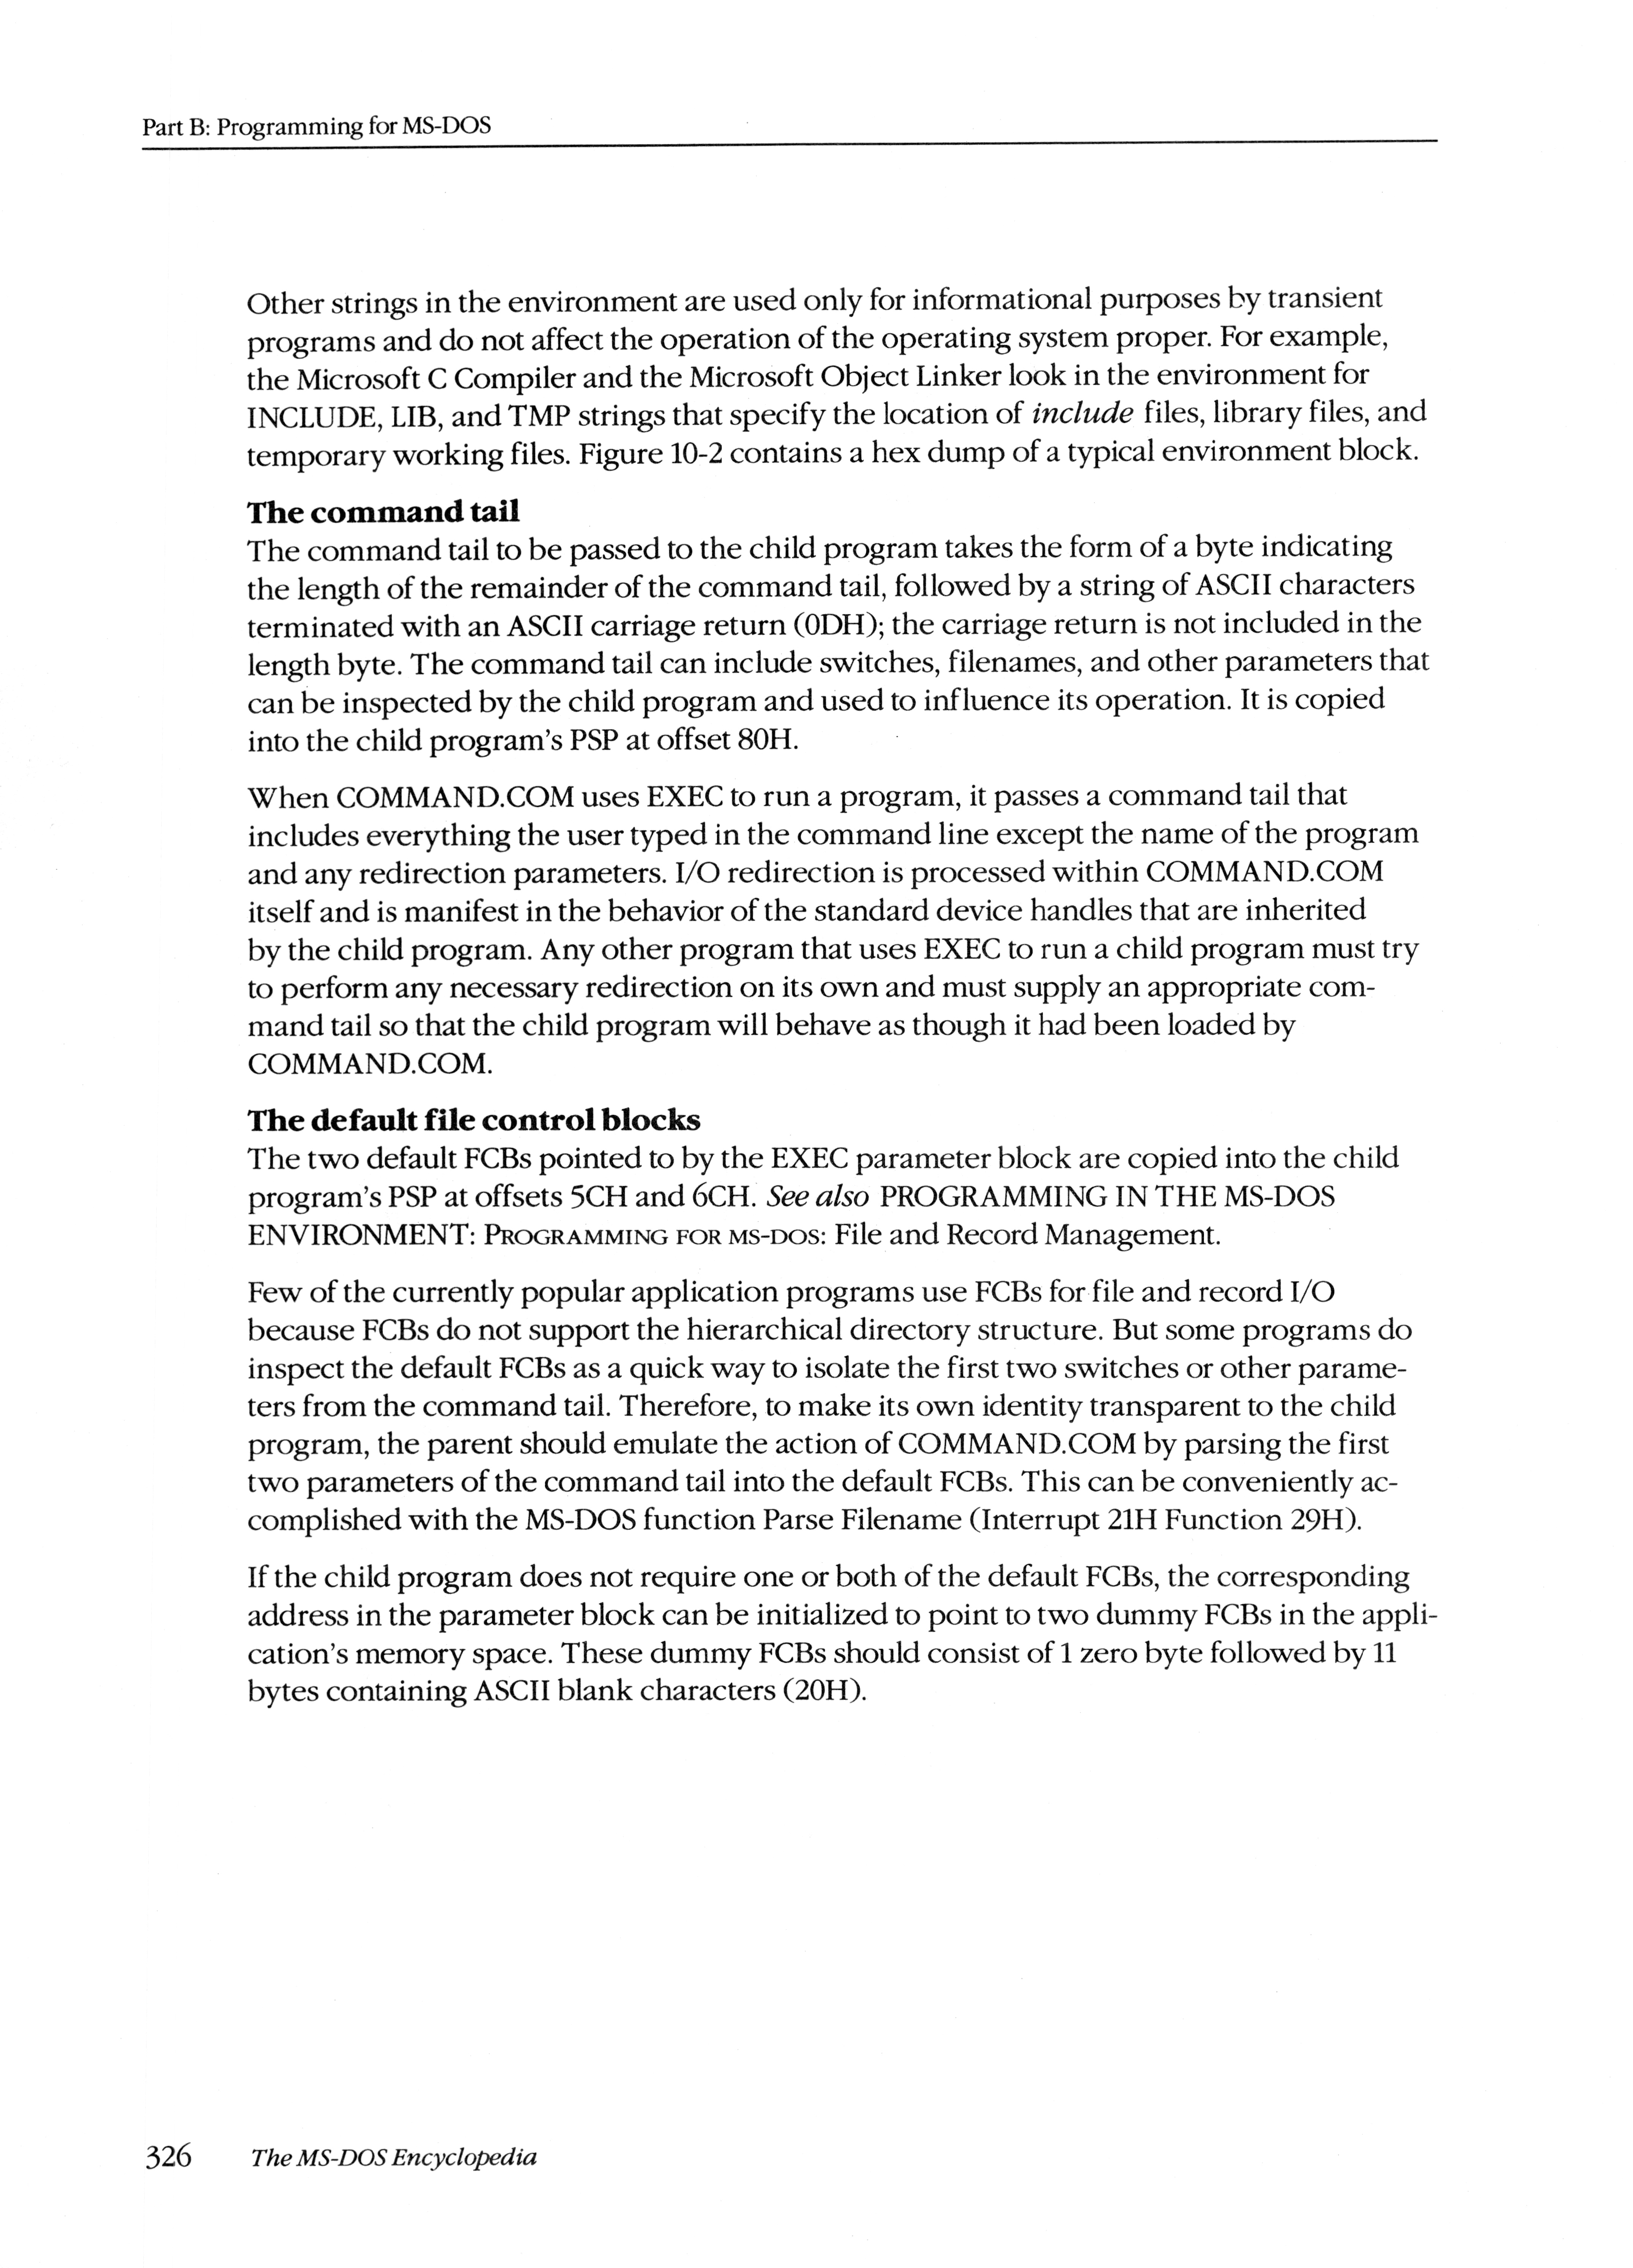 Part B: Programming for MS-DOS
Other strings in the environment are used only for informational purposes by transient
programs and do not affect the operation of the operating system proper. For example,
the Microsoft C Compiler and the Microsoft Object Linker look in the environment for
INCLUDE, LIB, and TMP strings that specify the location of include files, library files, and
temporary working files. Figure 10-2 contains a hex dump of a typical environment block.
The command tail
The command tail to be passed to the child program takes the form of a byte indicating
the length of the remainder of the command tail, followed by a string of ASCII characters
terminated with an ASCII carriage return (0DH); the carriage return is not included in the
length byte. The command tail can include switches, filenames, and other parameters that
can be inspected by the child program and used to influence its operation. It is copied
into the child program's PSP at offset 80H.
When COMMAND.COM uses EXEC to run a program, it passes a command tail that
includes everything the user typed in the command line except the name of the program
and any redirection parameters. I/O redirection is processed within COMMAND.COM
itself and is manifest in the behavior of the standard device handles that are inherited
by the child program. Any other program that uses EXEC to run a child program must try
to perform any necessary redirection on its own and must supply an appropriate com-
mand tail so that the child program will behave as though it had been loaded by
COMMAND.COM.
The default file control blocks
The two default FCBs pointed to by the EXEC parameter block are copied into the child
program's PSP at offsets 5CH and 6CH. See also PROGRAMMING IN THE MS-DOS
ENVIRONMENT: PROGRAMMING FOR MS-DOS: File and Record Management.
Few of the currently popular application programs use FCBs for file and record I/O
because FCBs do not support the hierarchical directory structure. But some programs do
inspect the default FCBs as a quick way to isolate the first two switches or other parame-
ters from the command tail. Therefore, to make its own identity transparent to the child
program, the parent should emulate the action of COMMAND.COM by parsing the first
two parameters of the command tail into the default FCBs. This can be conveniently ac-
complished with the MS-DOS function Parse Filename (Interrupt 21H Function 29H).
If the child program does not require one or both of the default FCBs, the corresponding
address in the parameter block can be initialized to point to two dummy FCBs in the appli-
cation's memory space. These dummy FCBs should consist of 1 zero byte followed by 11
bytes containing ASCII blank characters (20H).
326 The MS-DOS Encyclopedia